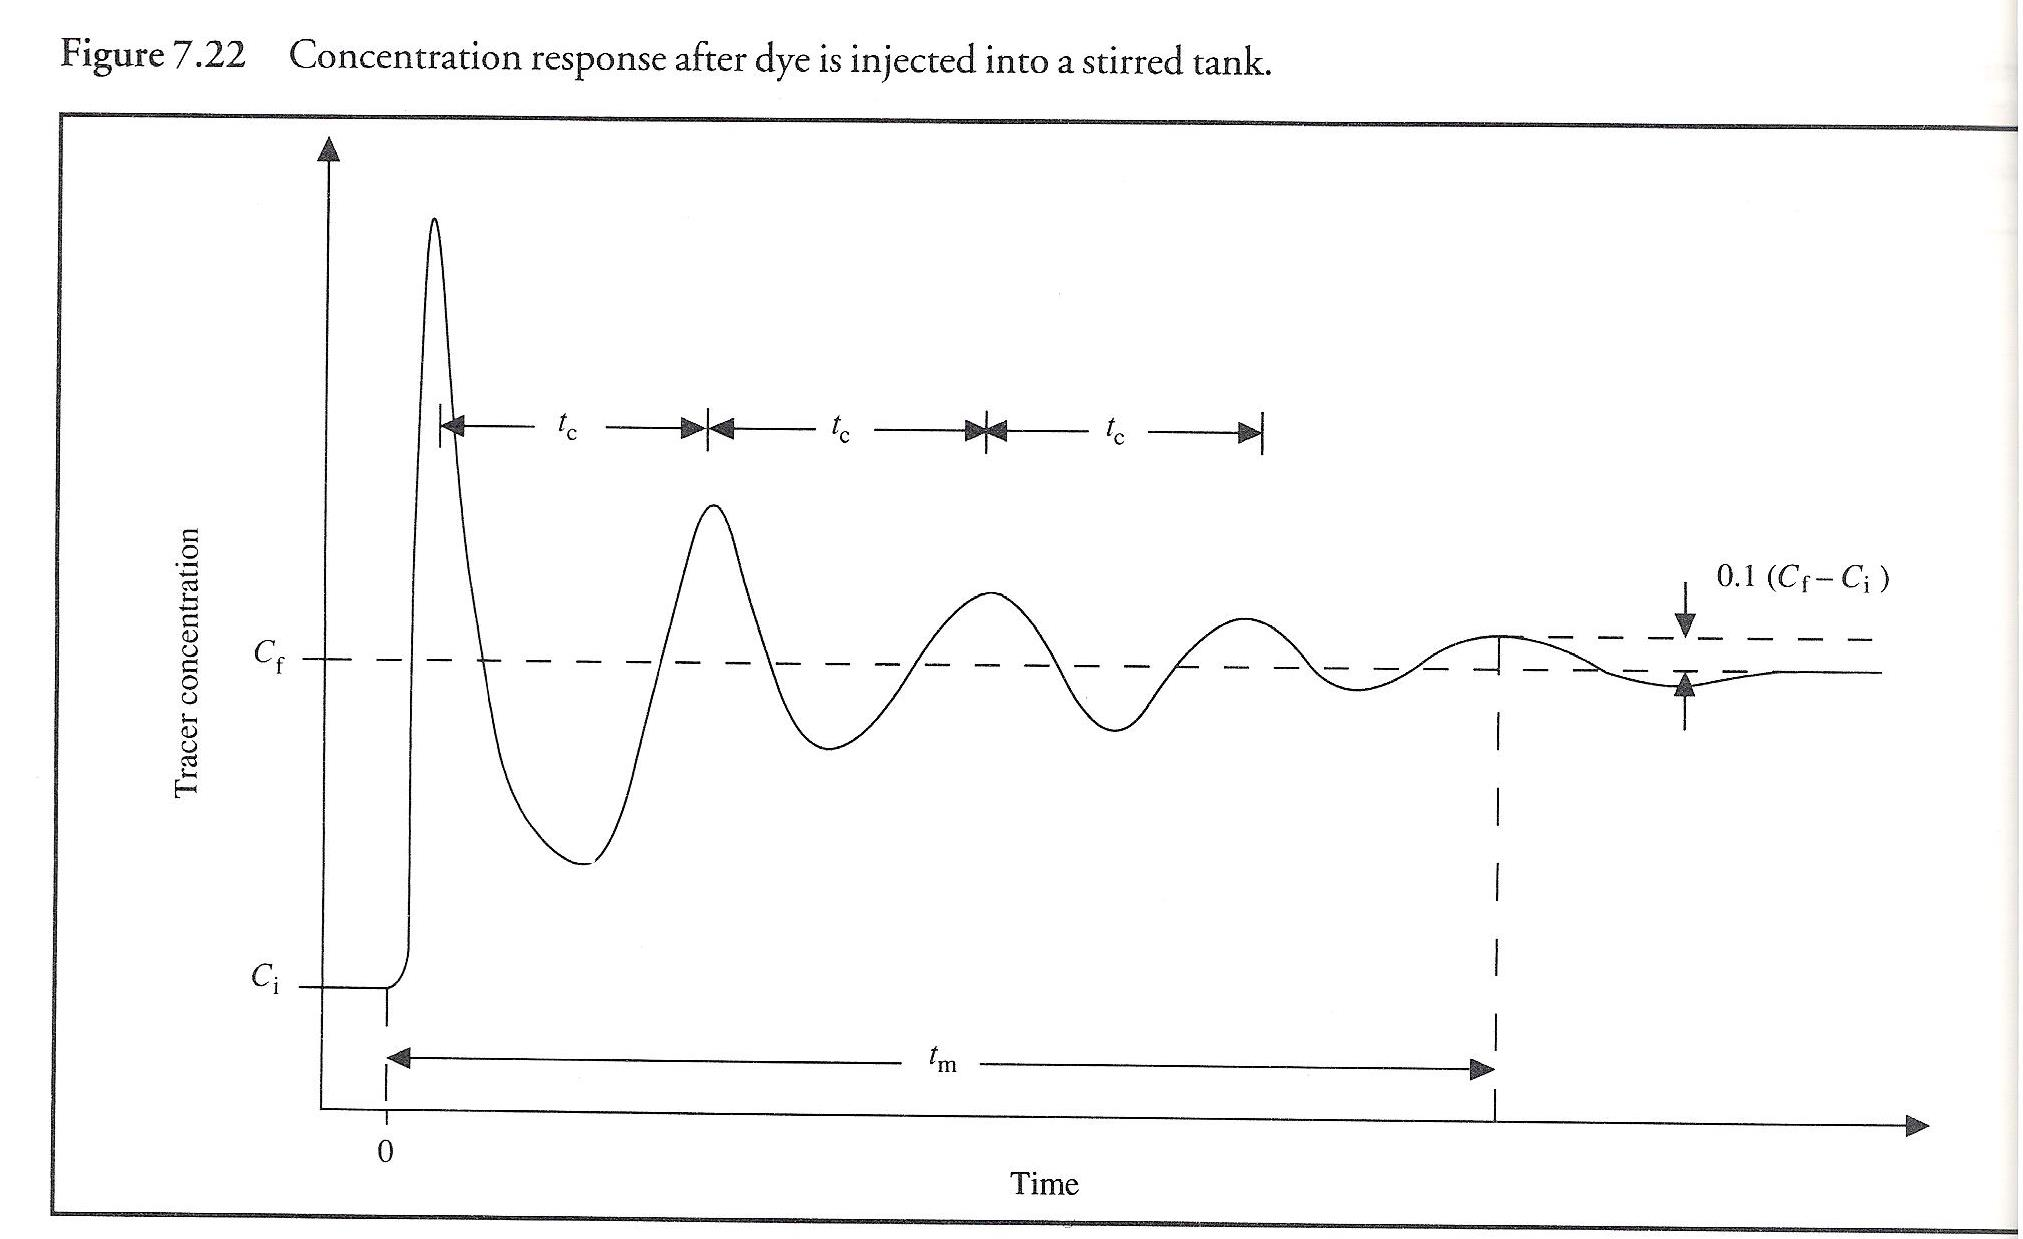 Figure 7.22 Concentration response after dye is injected into a stirred tank.
t_c t_c t_c
0.1 (C_f – C_i)
Tracer concentration
C_f
C_i
t_m
0
Time